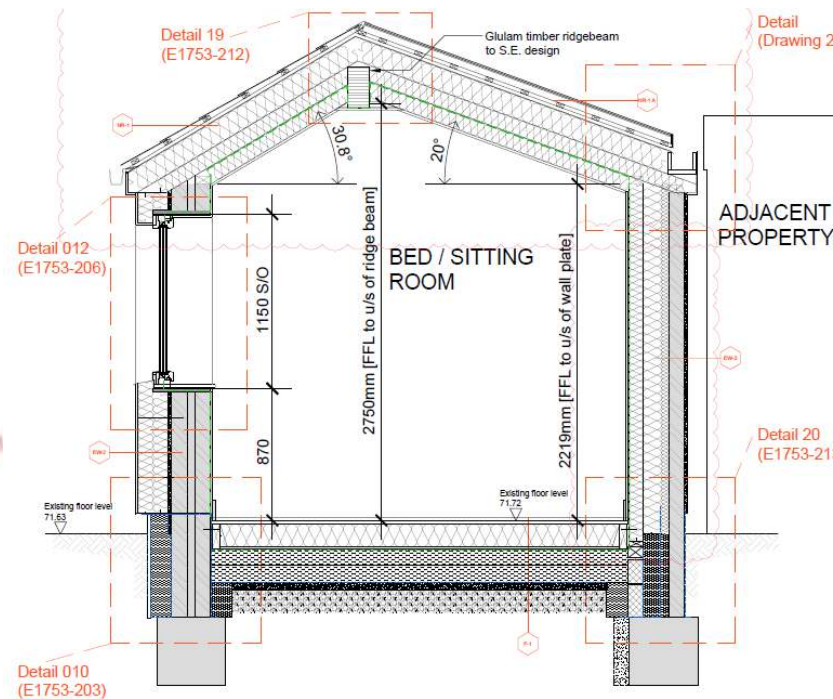 Detail 19
(E1753-212)
Glulam timber ridgebeam
to S.E. design
Detail
(Drawing 2
30.8°
20°
Detail 012
(E1753-206)
1150 S/O
870
2750mm [FFL to u/s of ridge beam]
BED / SITTING
ROOM
2219mm [FFL to u/s of wall plate]
ADJACENT
PROPERTY
Detail 20
(E1753-213
Existing floor level
71.63
Existing floor level
71.72
Detail 010
(E1753-203)